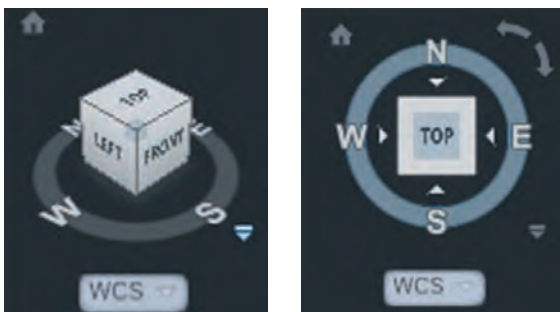 TOP
N E
LEFT FRONT
W S
WCS
N
W TOP E
S
WCS